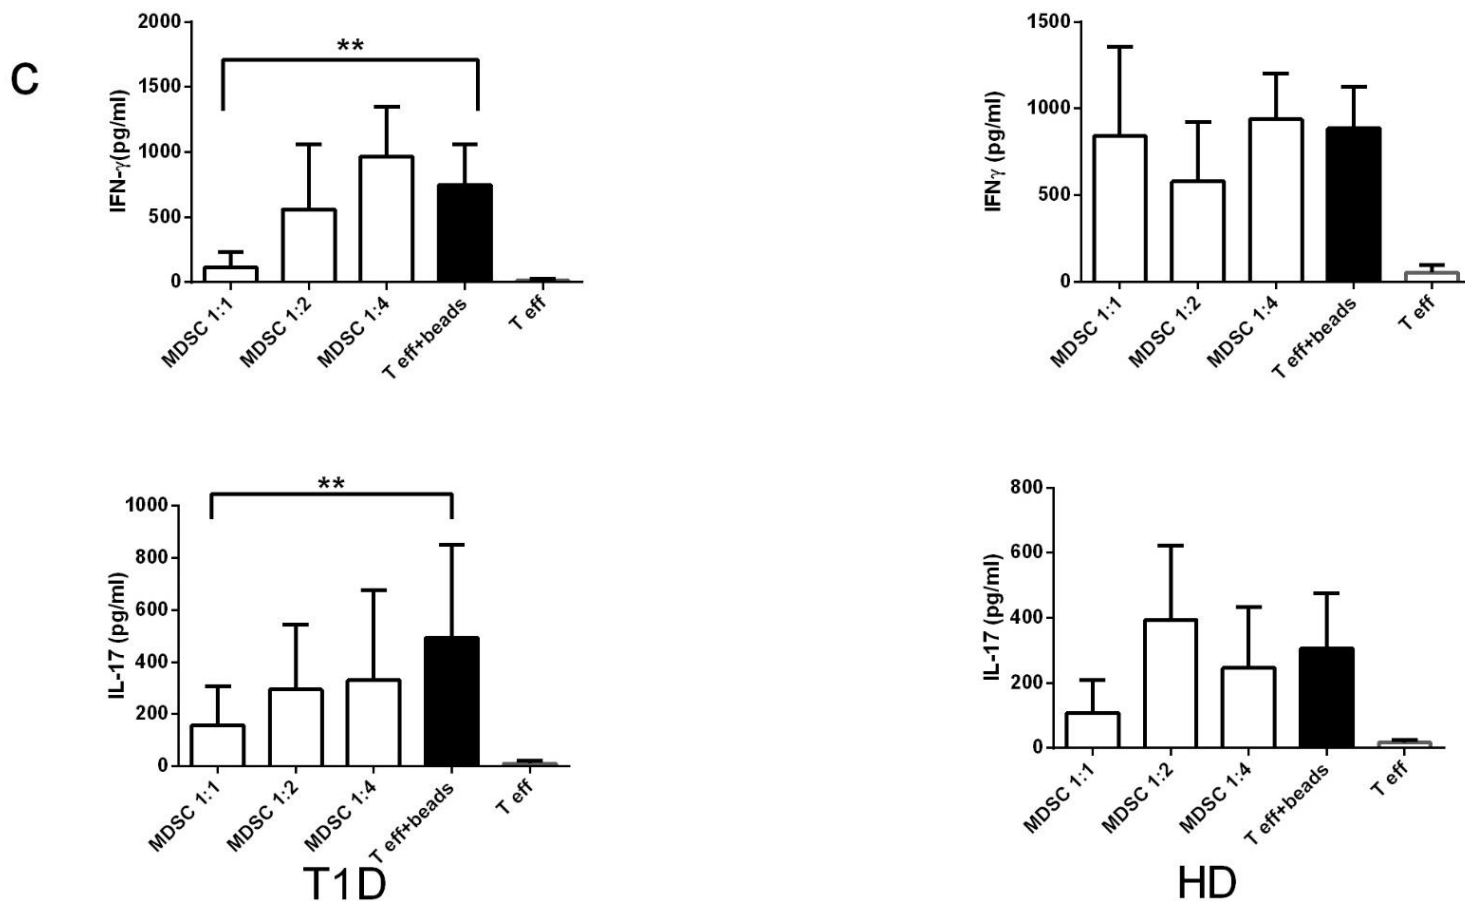 C
2000
1500
1000
500
0
IFN-γ(pg/ml)
**
MDSC 1:1
MDSC 1:2
MDSC 1:4
T eff+beads
T eff
1500
1000
500
0
IFNγ (pg/ml)
MDSC 1:1
MDSC 1:2
MDSC 1:4
T eff+beads
T eff
1000
800
600
400
200
0
IL-17 (pg/ml)
**
MDSC 1:1
MDSC 1:2
MDSC 1:4
T eff+beads
T eff
T1D
800
600
400
200
0
IL-17 (pg/ml)
MDSC 1:1
MDSC 1:2
MDSC 1:4
T eff+beads
T eff
HD